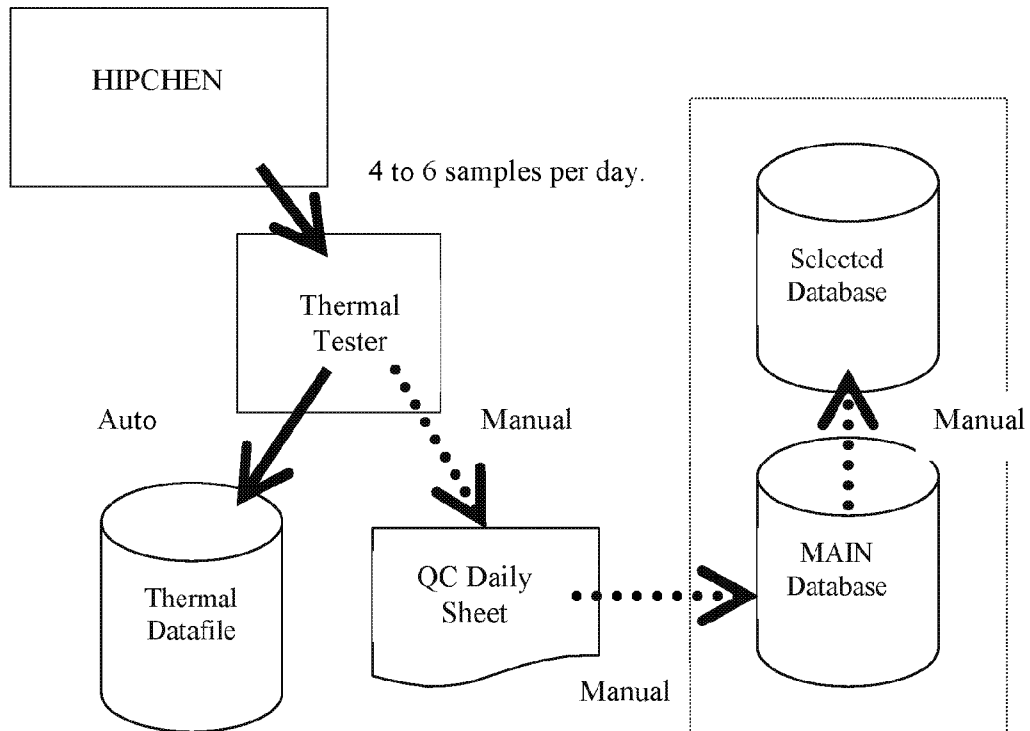 HIPCHEN
4 to 6 samples per day.
Thermal
Tester
Selected
Database
Auto
Manual
Manual
Thermal
Datafile
QC Daily
Sheet
MAIN
Database
Manual